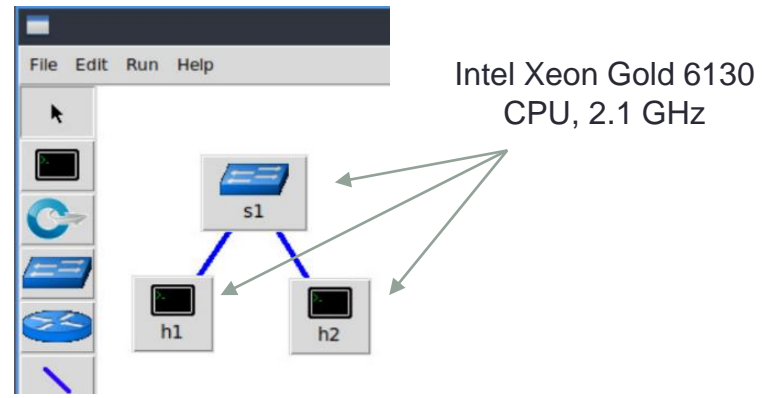 File Edit Run Help
Intel Xeon Gold 6130
CPU, 2.1 GHz
s1
h1 h2